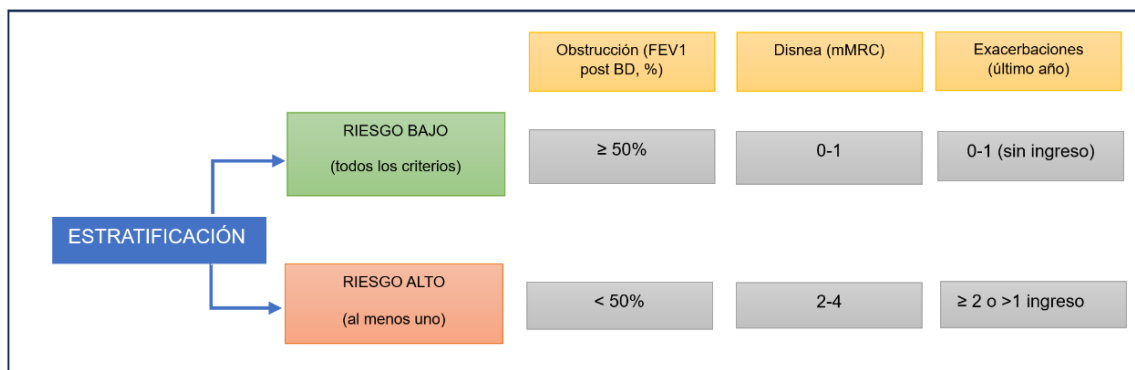 Obstrucción (FEV1
post BD, %)
Disnea (mMRC)
Exacerbaciones
(último año)
RIESGO BAJO
(todos los criterios)
≥ 50%
0-1
0-1 (sin ingreso)
ESTRATIFICACIÓN
RIESGO ALTO
(al menos uno)
< 50%
2-4
≥ 2 o >1 ingreso